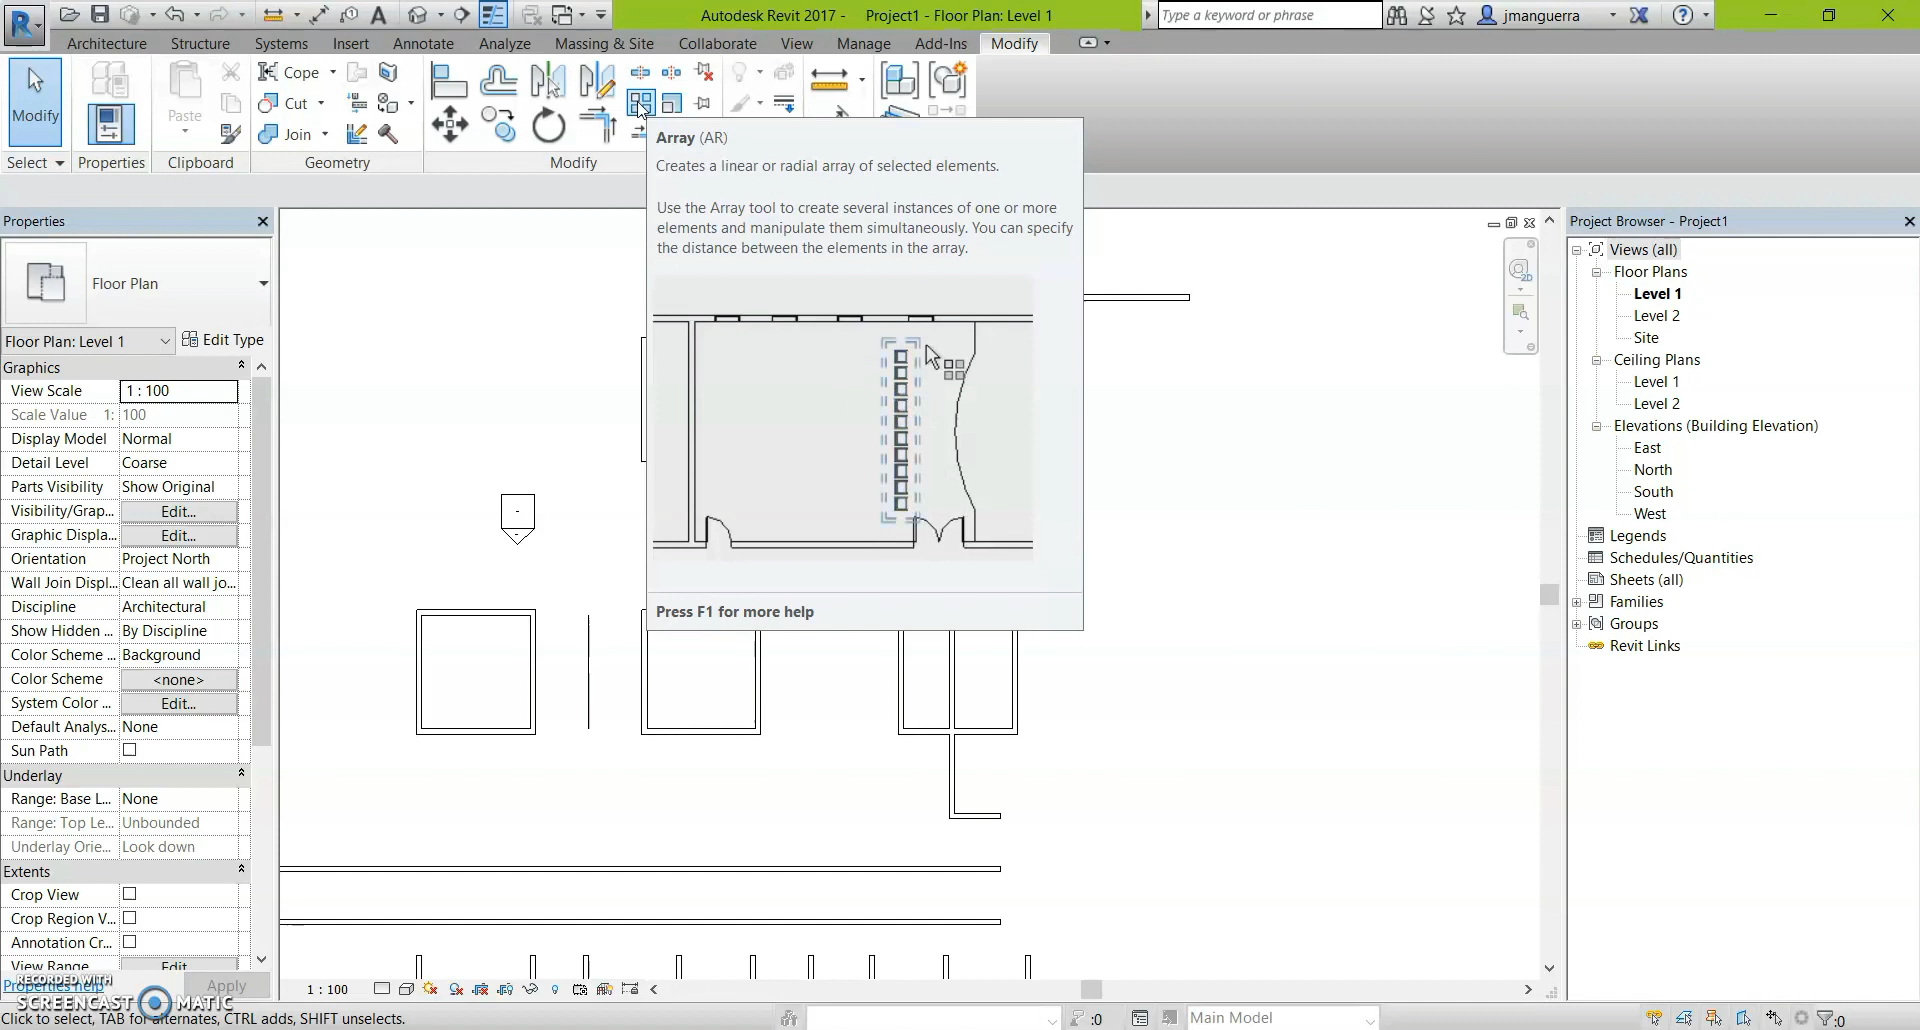 Autodesk Revit 2017 - Project1 - Floor Plan: Level 1
Type a keyword or phrase
jmanguerra
Architecture Structure Systems Insert Annotate Analyze Massing & Site Collaborate View Manage Add-Ins Modify
Modify
Paste
Cope
Cut
Join
Select Properties Clipboard Geometry Modify
Array (AR)
Creates a linear or radial array of selected elements.
Use the Array tool to create several instances of one or more
elements and manipulate them simultaneously. You can specify
the distance between the elements in the array.
Press F1 for more help
Properties
Floor Plan
Floor Plan: Level 1 Edit Type
Graphics
View Scale 1 : 100
Scale Value 1: 100
Display Model Normal
Detail Level Coarse
Parts Visibility Show Original
Visibility/Grap... Edit...
Graphic Displa... Edit...
Orientation Project North
Wall Join Displ... Clean all wall jo...
Discipline Architectural
Show Hidden ... By Discipline
Color Scheme ... Background
Color Scheme <none>
System Color ... Edit...
Default Analys... None
Sun Path
Underlay
Range: Base L... None
Range: Top Le... Unbounded
Underlay Orie... Look down
Extents
Crop View
Crop Region V...
Annotation Cr...
View Range Edit...
Properties help Apply
RECORDED WITH
SCREENCAST MATIC
1 : 100
Click to select, TAB for alternates, CTRL adds, SHIFT unselects.
:0
Main Model
:0
Project Browser - Project1
Views (all)
Floor Plans
Level 1
Level 2
Site
Ceiling Plans
Level 1
Level 2
Elevations (Building Elevation)
East
North
South
West
Legends
Schedules/Quantities
Sheets (all)
Families
Groups
Revit Links
2D